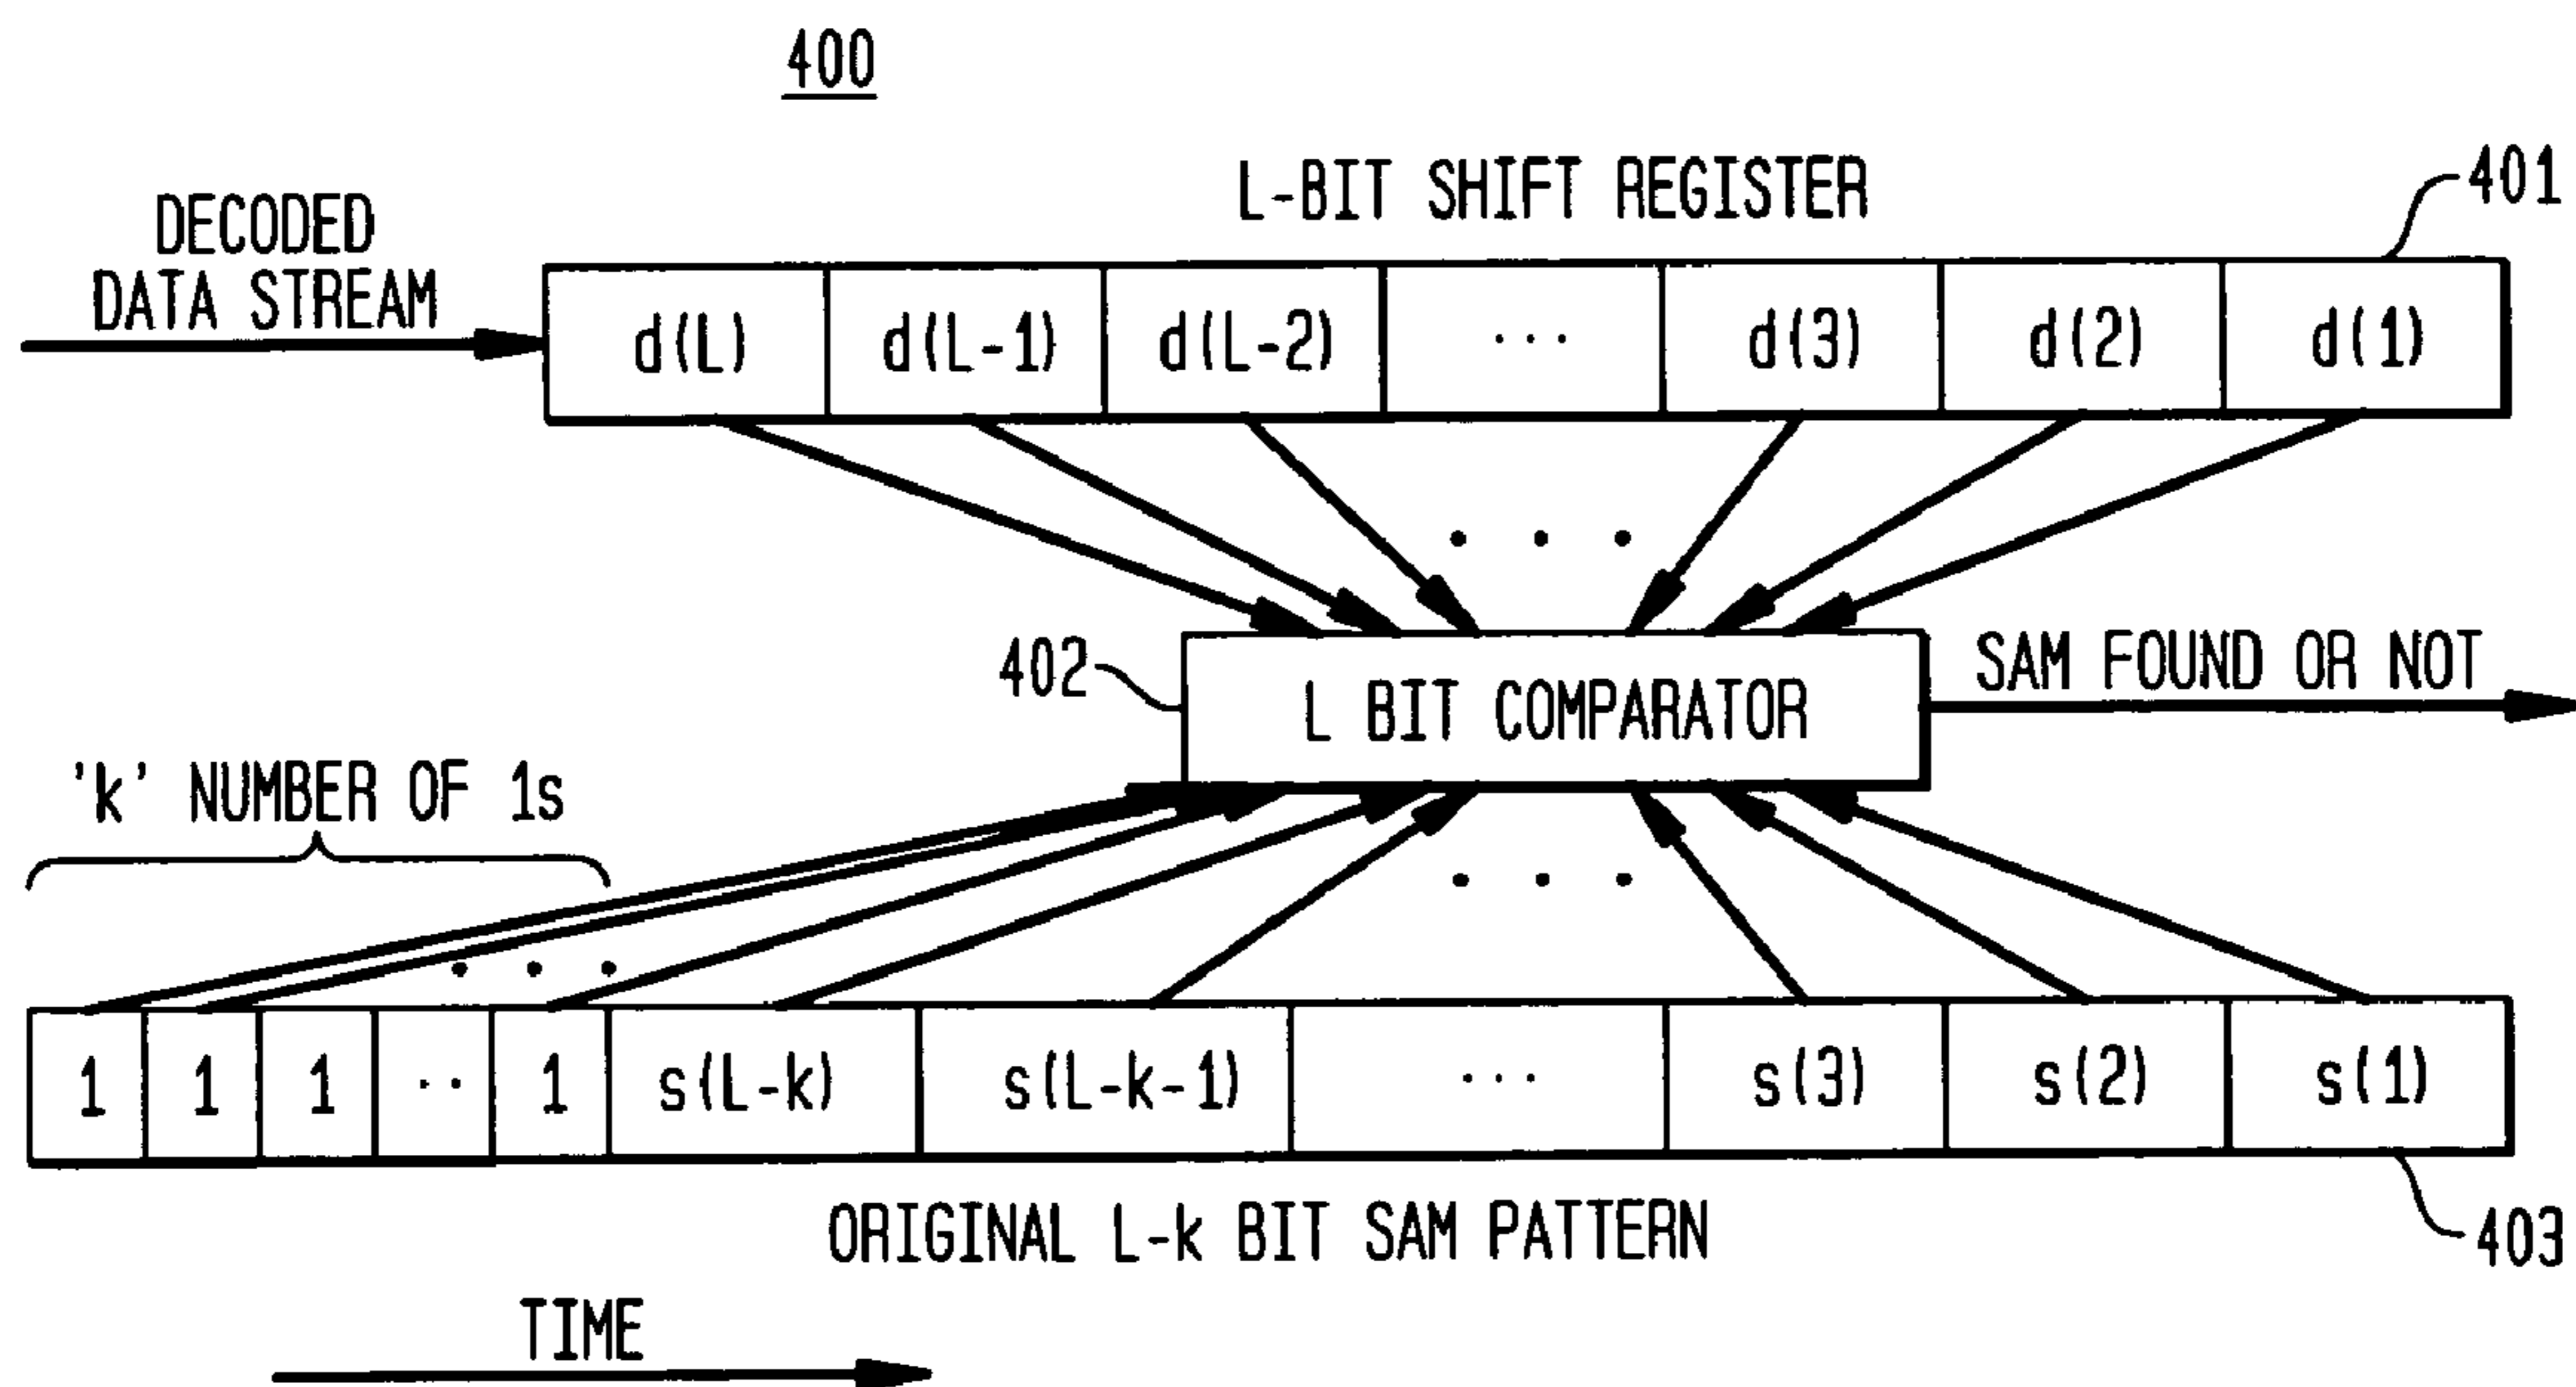 400
L-BIT SHIFT REGISTER
401
DECODED
DATA STREAM
d(L) d(L-1) d(L-2) ... d(3) d(2) d(1)
. . .
402
L BIT COMPARATOR
SAM FOUND OR NOT
'k' NUMBER OF 1s
. . .
. . .
1 1 1 .. 1 s(L-k) s(L-k-1) ... s(3) s(2) s(1)
ORIGINAL L-k BIT SAM PATTERN
403
TIME